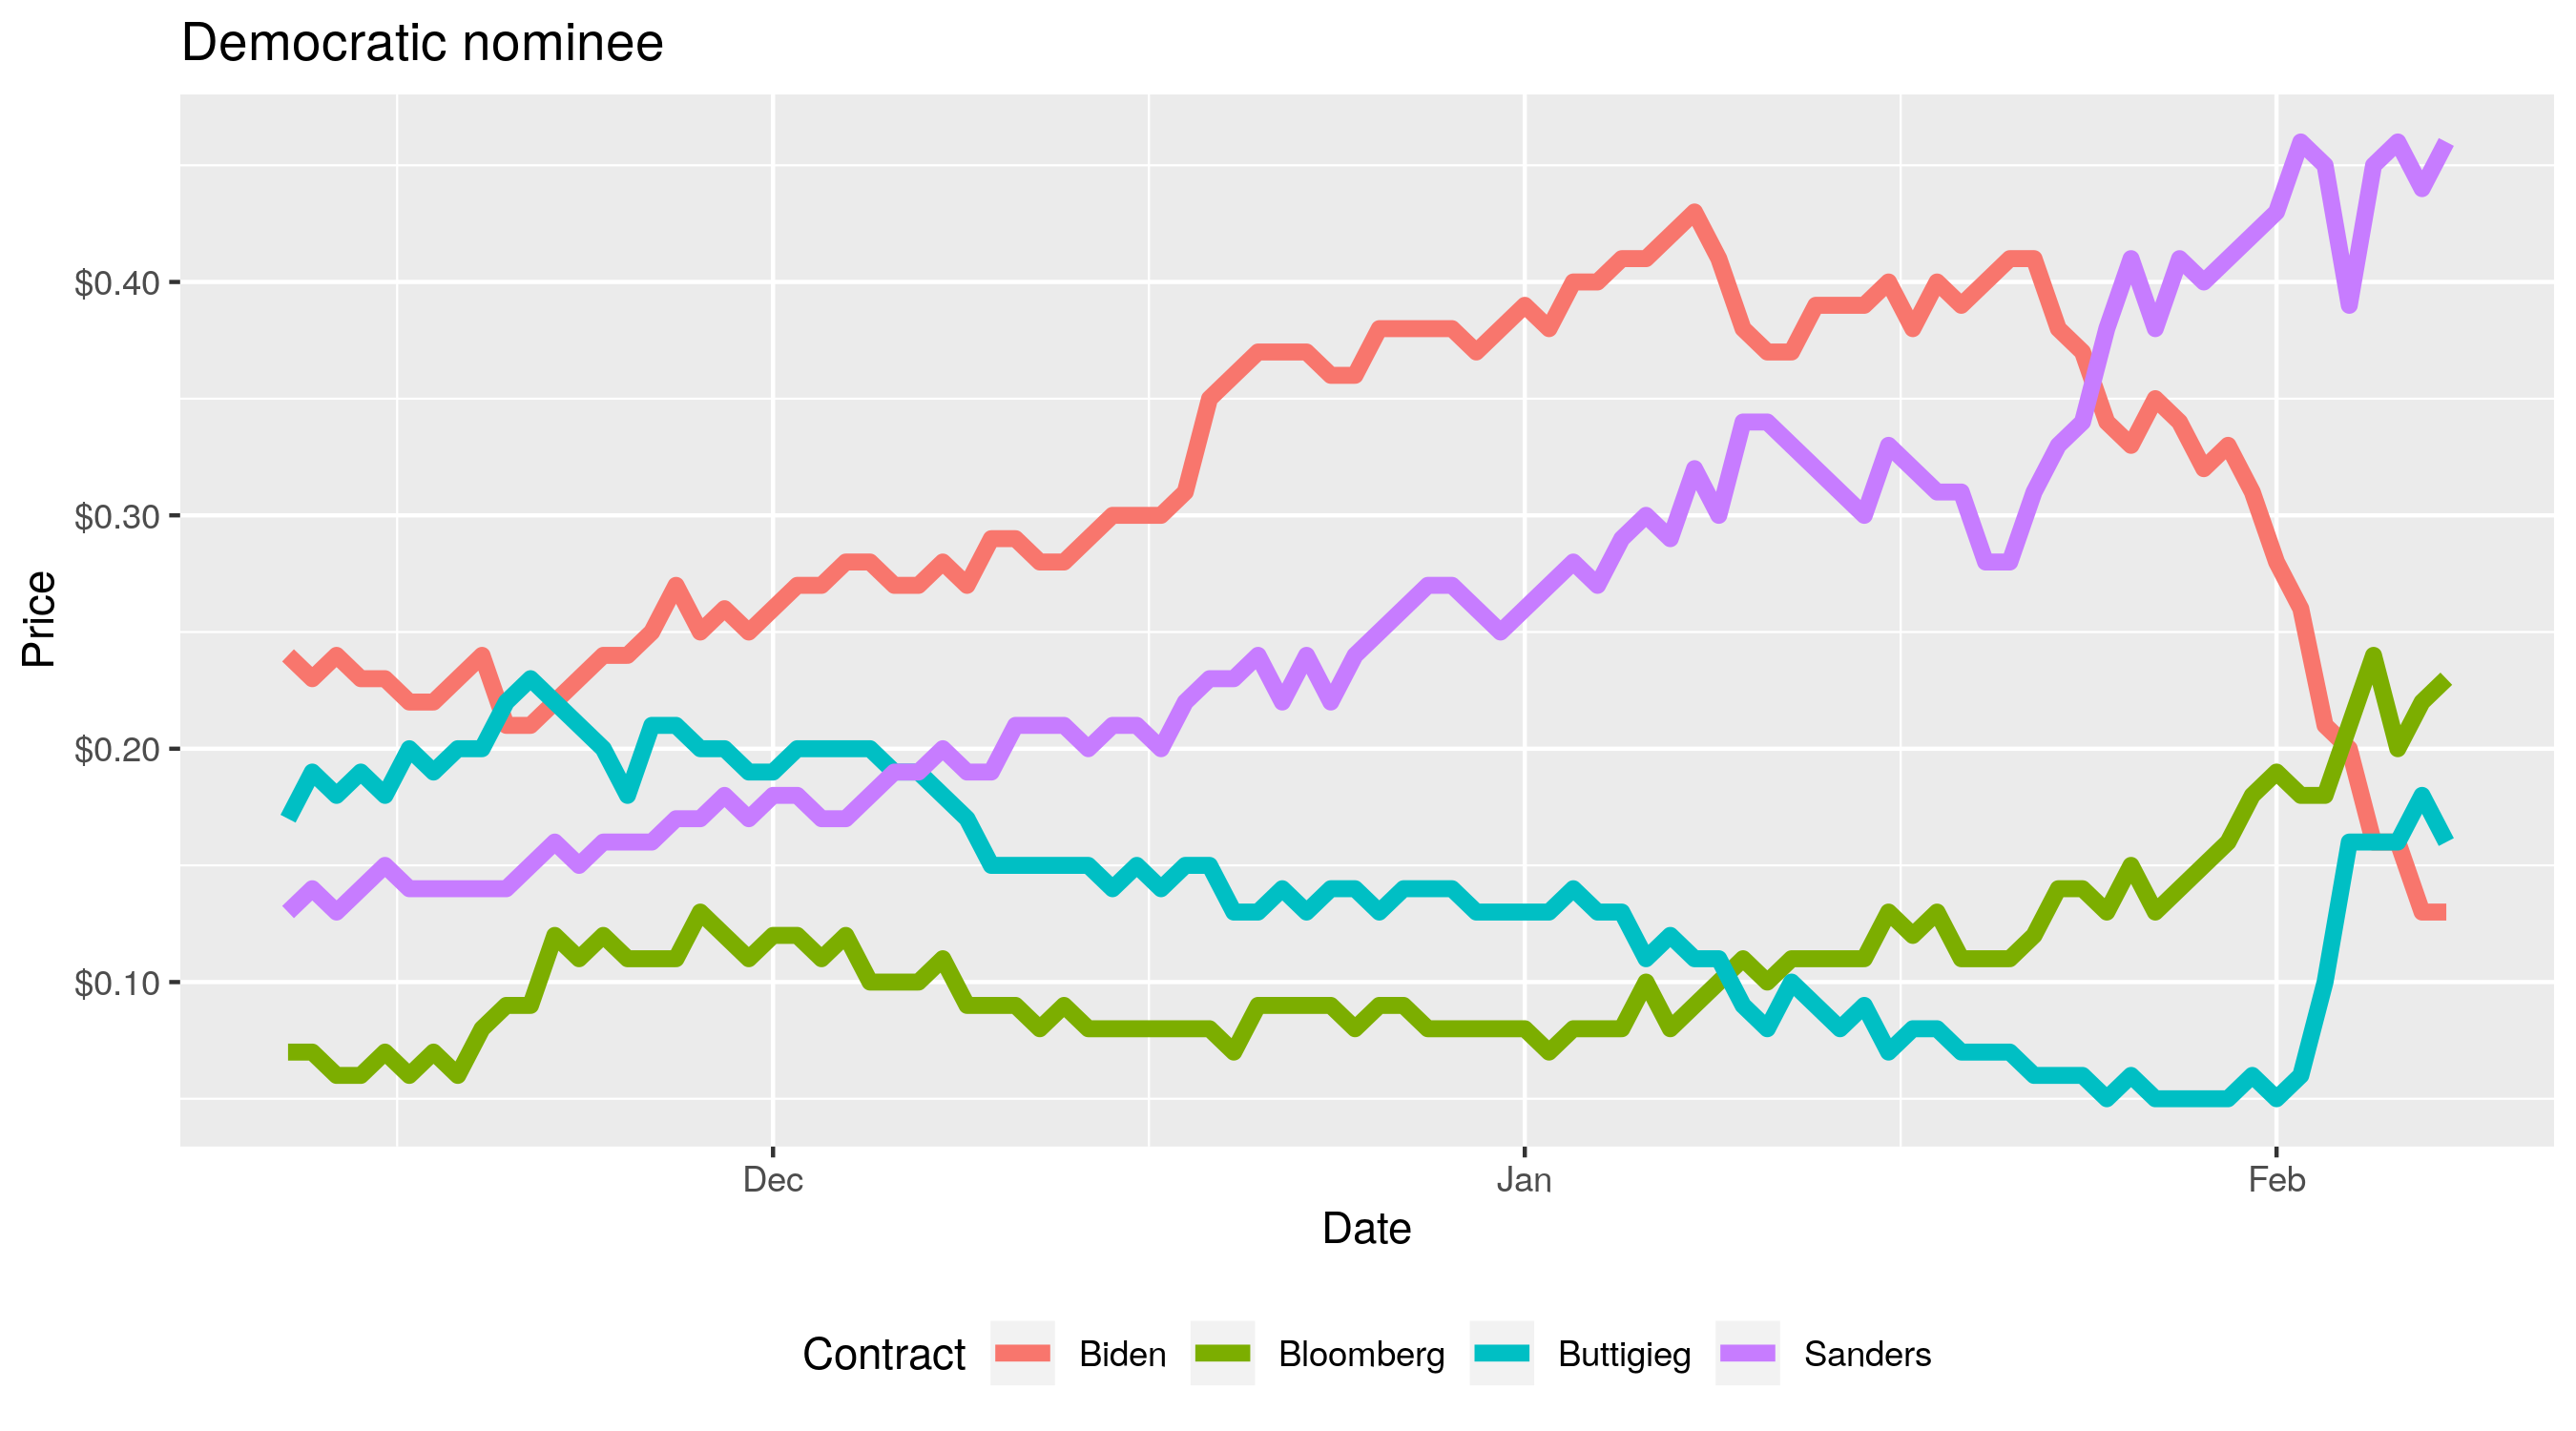 Democratic nominee
Price
$0.40
$0.30
$0.20
$0.10
Dec Jan Feb
Date
Contract Biden Bloomberg Buttigieg Sanders